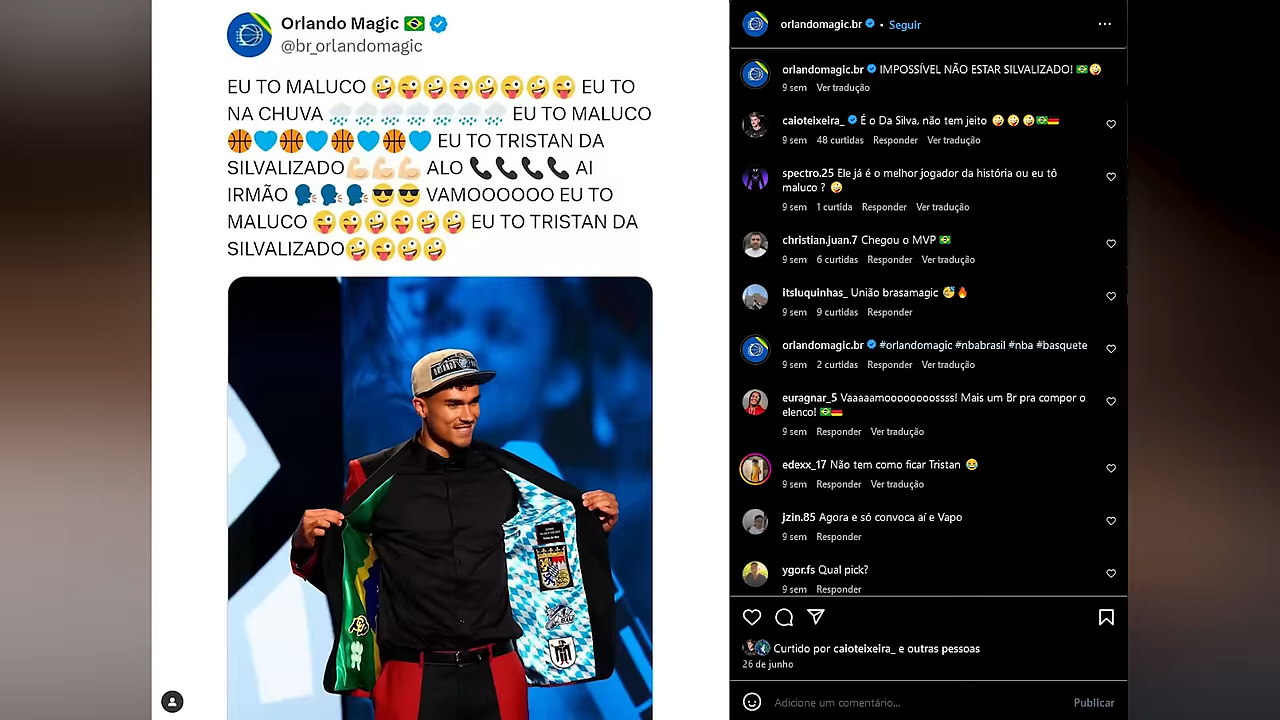 Orlando Magic 🇧🇷
@br_orlandomagic
EU TO MALUCO 🤪😜🤪😜🤪😜🤪😜 EU TO
NA CHUVA 🌨🌨🌨🌨🌨🌨🌨 EU TO MALUCO
🏀💙🏀💙🏀💙🏀💙 EU TO TRISTAN DA
SILVALIZADO💪🏻💪🏻💪🏻 ALO 📞📞📞📞 AI
IRMÃO 🗣🗣🗣😎😎 VAMOOOOOO EU TO
MALUCO 😜😜🤪😜🤪🤪 EU TO TRISTAN DA
SILVALIZADO🤪😜🤪🤪
ORLANDO
orlandomagic.br • Seguir
orlandomagic.br IMPOSSÍVEL NÃO ESTAR SILVALIZADO! 🇧🇷🤪
9 sem Ver tradução
caioteixeira_ É o Da Silva, não tem jeito 🤪🤪🤪🇧🇷🇩🇪
9 sem 48 curtidas Responder Ver tradução
spectro.25 Ele já é o melhor jogador da história ou eu tô
maluco ? 🤪
9 sem 1 curtida Responder Ver tradução
christian.juan.7 Chegou o MVP 🇧🇷
9 sem 6 curtidas Responder Ver tradução
itsluquinhas_ União brasamagic 😴🔥
9 sem 9 curtidas Responder
orlandomagic.br #orlandomagic #nbabrasil #nba #basquete
9 sem 2 curtidas Responder Ver tradução
euragnar_5 Vaaaaamoooooooossss! Mais um Br pra compor o
elenco! 🇧🇷🇩🇪
9 sem Responder Ver tradução
edexx_17 Não tem como ficar Tristan 😂
9 sem Responder Ver tradução
jzin.85 Agora e só convoca aí e Vapo
9 sem Responder
ygor.fs Qual pick?
9 sem Responder
Curtido por caioteixeira_ e outras pessoas
26 de junho
Adicione um comentário...
Publicar